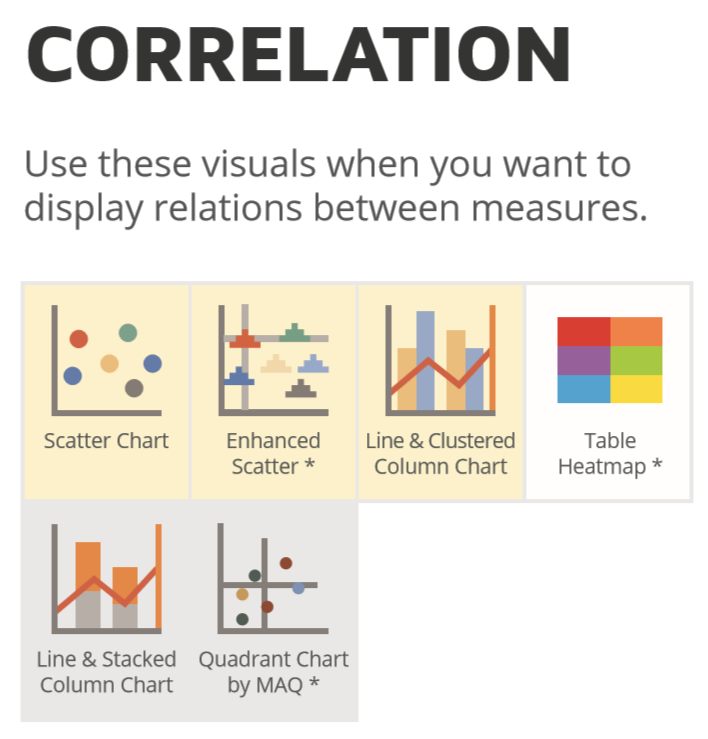 CORRELATION
Use these visuals when you want to
display relations between measures.
Scatter Chart
Enhanced
Scatter *
Line & Clustered
Column Chart
Table
Heatmap *
Line & Stacked
Column Chart
Quadrant Chart
by MAQ *